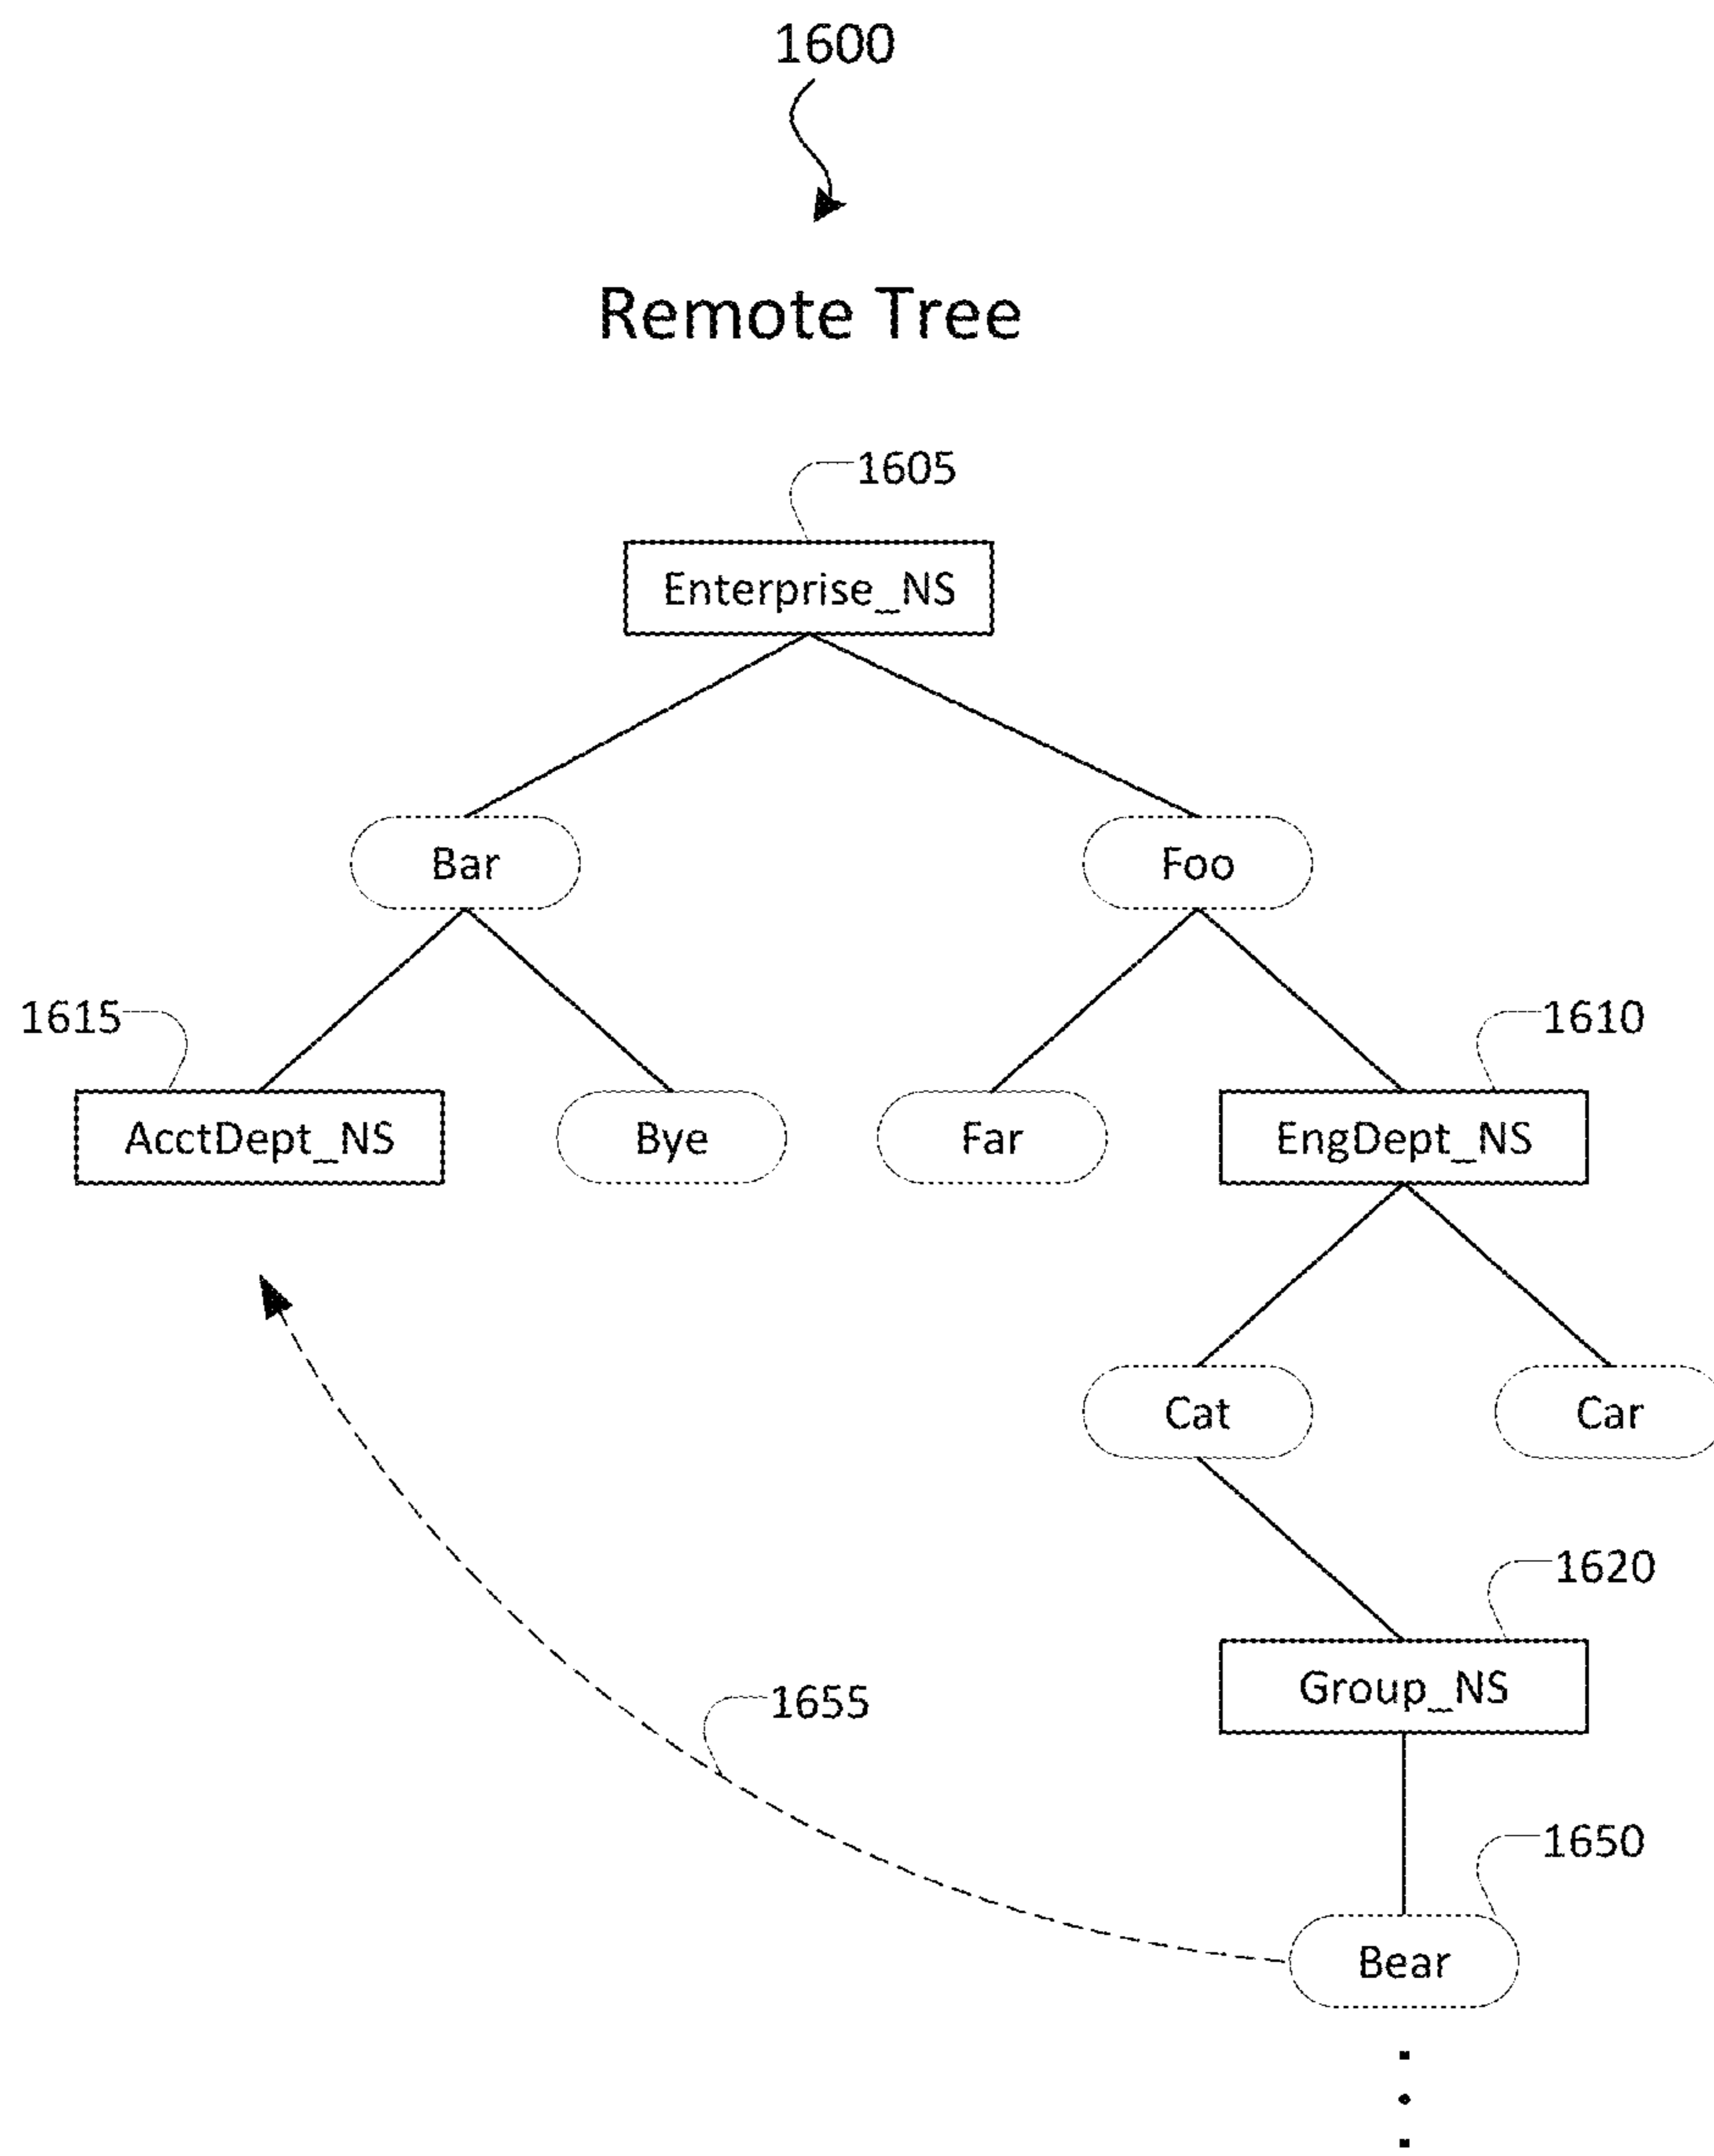 1600
Remote Tree
1605
Enterprise_NS
Bar
Foo
1615
1610
AcctDept_NS
Bye
Far
EngDept_NS
Cat
Car
1620
Group_NS
1655
1650
Bear